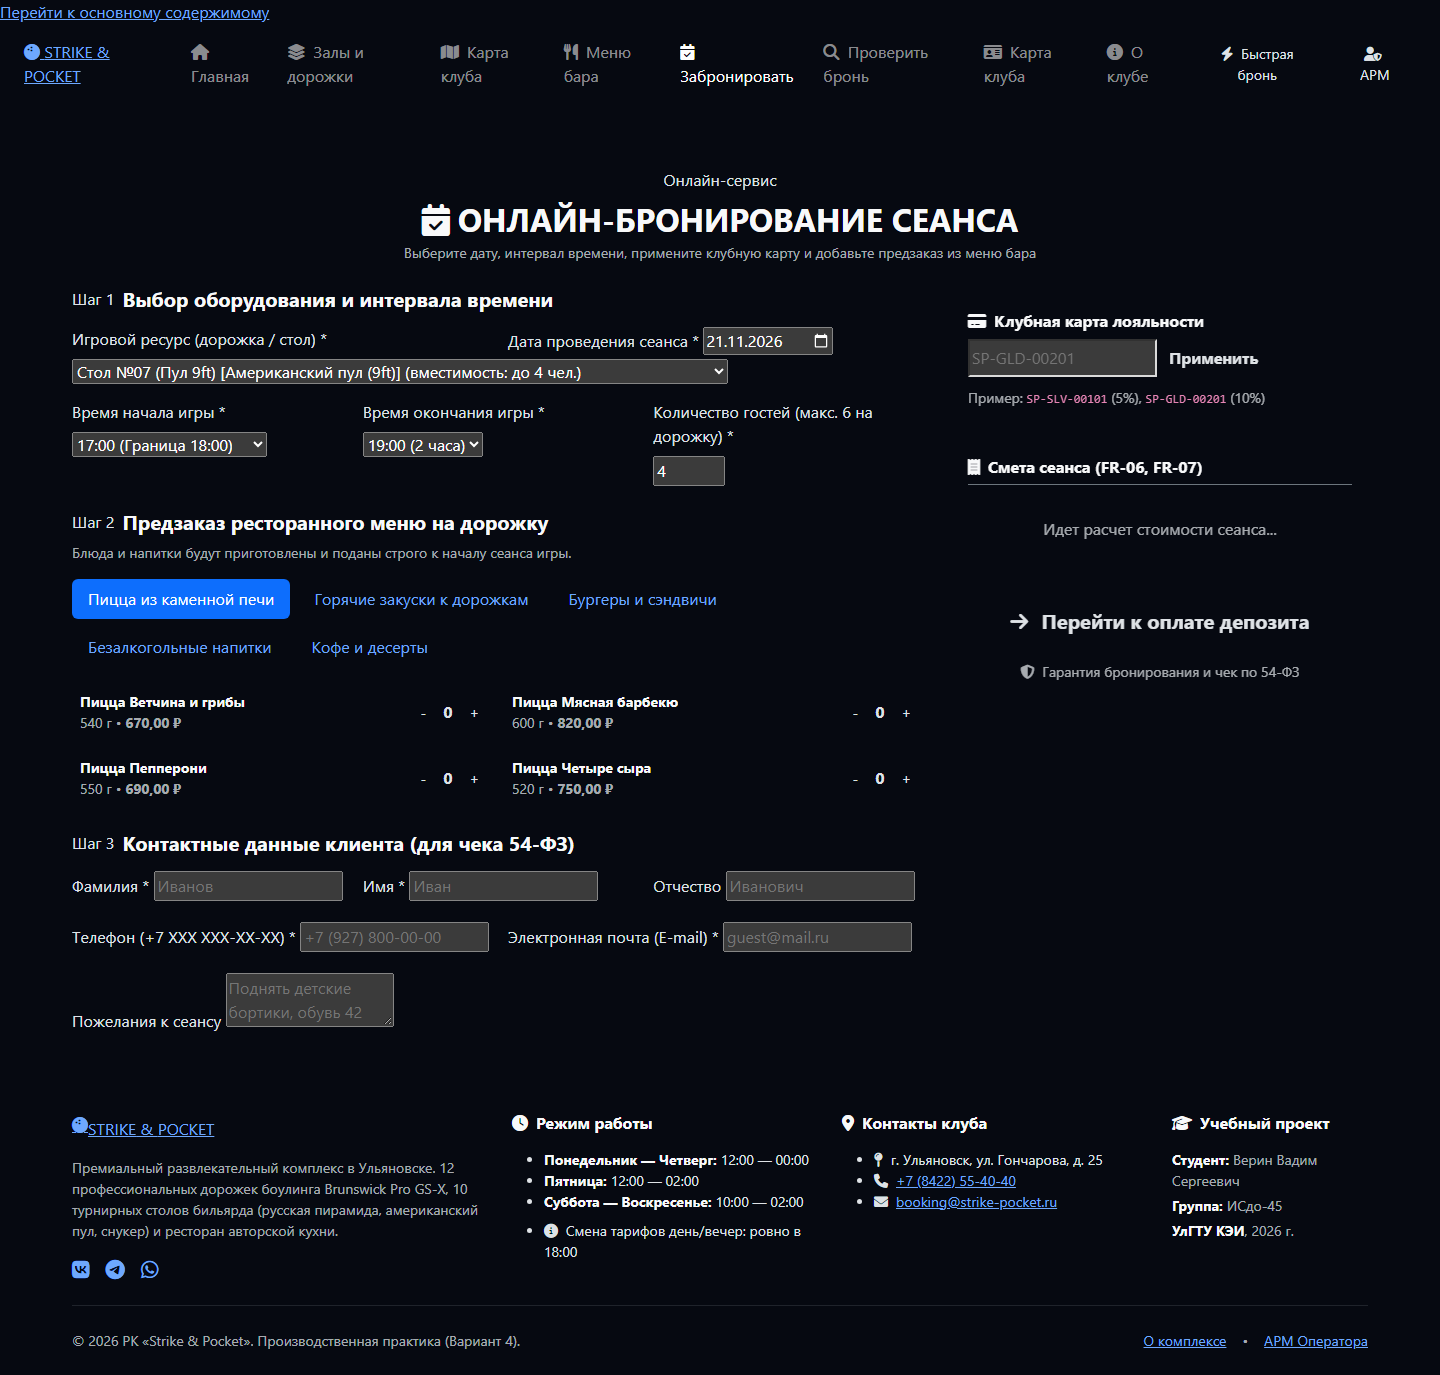 Перейти к основному содержимому
STRIKE & POCKET
Главная
Залы и дорожки
Карта клуба
Меню бара
Забронировать
Проверить бронь
Карта клуба
О клубе
Быстрая бронь
АРМ
Онлайн-сервис
ОНЛАЙН-БРОНИРОВАНИЕ СЕАНСА
Выберите дату, интервал времени, примените клубную карту и добавьте предзаказ из меню бара
Шаг 1 Выбор оборудования и интервала времени
Игровой ресурс (дорожка / стол) *
Стол №07 (Пул 9ft) [Американский пул (9ft)] (вместимость: до 4 чел.)
Дата проведения сеанса * 21.11.2026
Время начала игры *
17:00 (Граница 18:00)
Время окончания игры *
19:00 (2 часа)
Количество гостей (макс. 6 на
дорожку) *
4
Шаг 2 Предзаказ ресторанного меню на дорожку
Блюда и напитки будут приготовлены и поданы строго к началу сеанса игры.
Пицца из каменной печи
Горячие закуски к дорожкам
Бургеры и сэндвичи
Безалкогольные напитки
Кофе и десерты
Пицца Ветчина и грибы
540 г • 670,00 ₽
- 0 +
Пицца Мясная барбекю
600 г • 820,00 ₽
- 0 +
Пицца Пепперони
550 г • 690,00 ₽
- 0 +
Пицца Четыре сыра
520 г • 750,00 ₽
- 0 +
Шаг 3 Контактные данные клиента (для чека 54-ФЗ)
Фамилия * Иванов
Имя * Иван
Отчество Иванович
Телефон (+7 XXX XXX-XX-XX) * +7 (927) 800-00-00
Электронная почта (E-mail) * guest@mail.ru
Пожелания к сеансу
Поднять детские
бортики, обувь 42
Клубная карта лояльности
SP-GLD-00201 Применить
Пример: SP-SLV-00101 (5%), SP-GLD-00201 (10%)
Смета сеанса (FR-06, FR-07)
Идет расчет стоимости сеанса...
Перейти к оплате депозита
Гарантия бронирования и чек по 54-ФЗ
STRIKE & POCKET
Премиальный развлекательный комплекс в Ульяновске. 12
профессиональных дорожек боулинга Brunswick Pro GS-X, 10
турнирных столов бильярда (русская пирамида, американский
пул, снукер) и ресторан авторской кухни.
Режим работы
Понедельник — Четверг: 12:00 — 00:00
Пятница: 12:00 — 02:00
Суббота — Воскресенье: 10:00 — 02:00
Смена тарифов день/вечер: ровно в
18:00
Контакты клуба
г. Ульяновск, ул. Гончарова, д. 25
+7 (8422) 55-40-40
booking@strike-pocket.ru
Учебный проект
Студент: Верин Вадим
Сергеевич
Группа: ИСдо-45
УлГТУ КЭИ, 2026 г.
© 2026 РК «Strike & Pocket». Производственная практика (Вариант 4).
О комплексе • АРМ Оператора